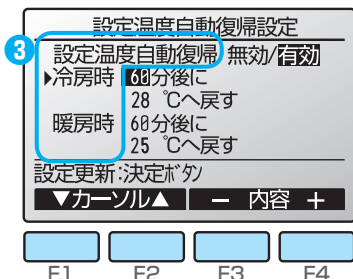 設定温度自動復帰設定
3 設定温度自動復帰 無効/有効
▶冷房時 60分後に
28 ℃へ戻す
暖房時 60分後に
25 ℃へ戻す
設定更新:決定ボタン
▼カーソル▲ － 内容 ＋
F1 F2 F3 F4